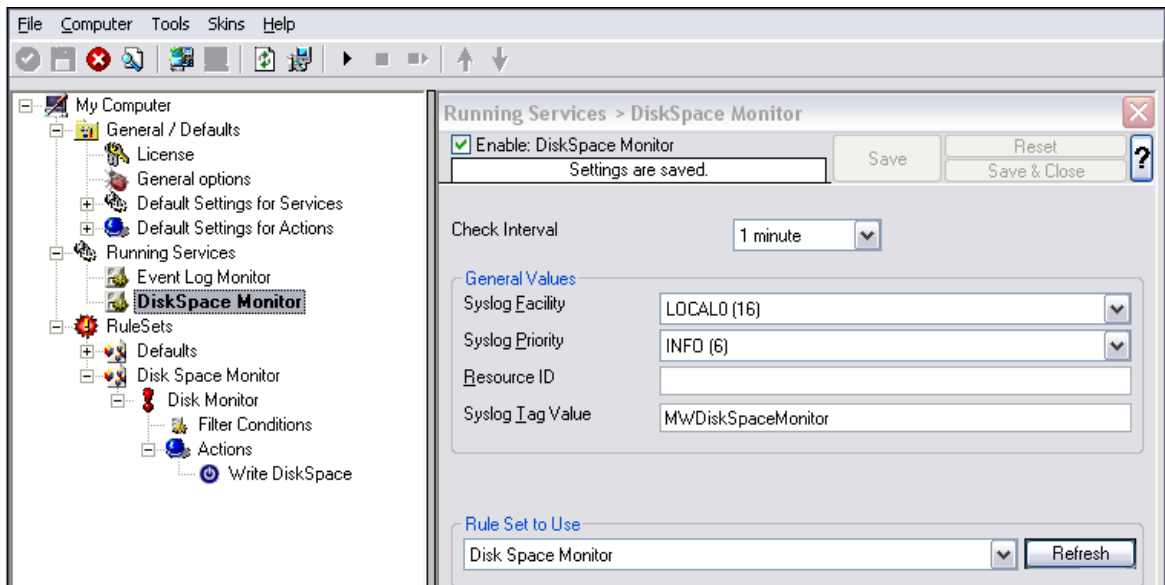 File Computer Tools Skins Help
My Computer
General / Defaults
License
General options
Default Settings for Services
Default Settings for Actions
Running Services
Event Log Monitor
DiskSpace Monitor
RuleSets
Defaults
Disk Space Monitor
Disk Monitor
Filter Conditions
Actions
Write DiskSpace
Running Services > DiskSpace Monitor
Enable: DiskSpace Monitor
Settings are saved.
Save
Reset
Save & Close
?
Check Interval
1 minute
General Values
Syslog Facility
LOCAL0 (16)
Syslog Priority
INFO (6)
Resource ID
Syslog Tag Value
MWDiskSpaceMonitor
Rule Set to Use
Disk Space Monitor
Refresh